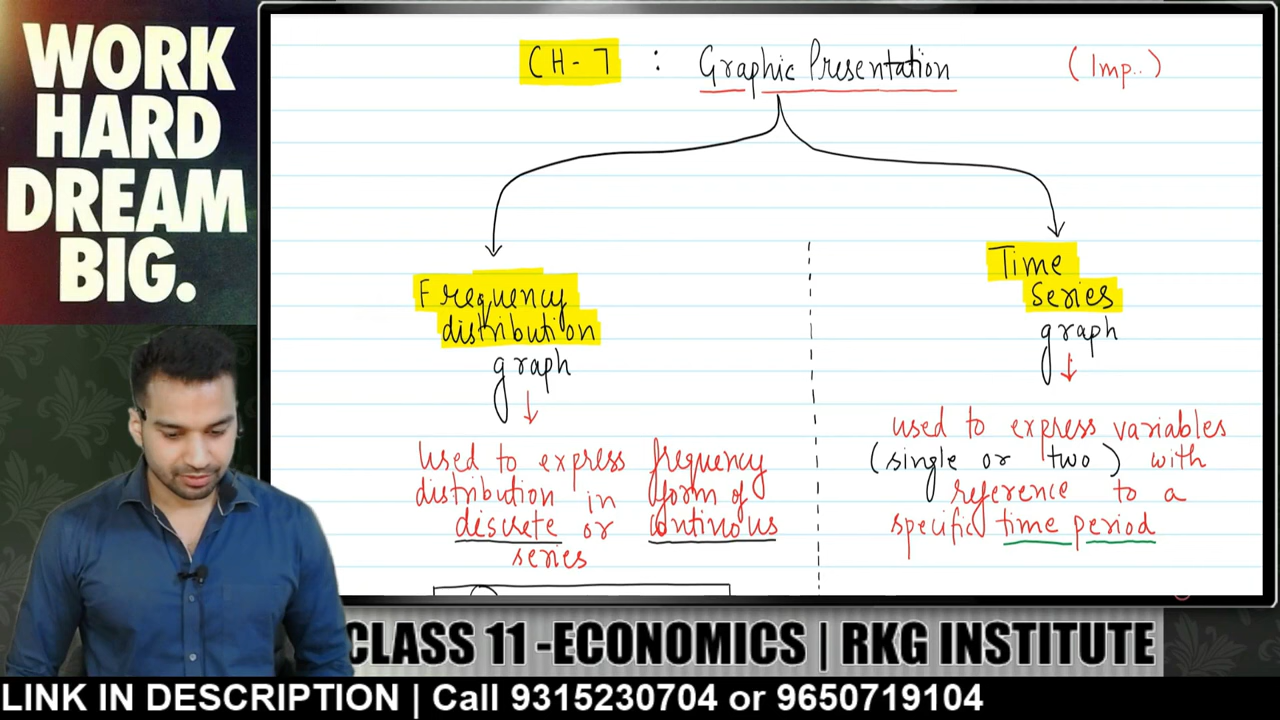 WORK
HARD
DREAM
BIG.
CH-7 : Graphic Presentation (Imp..)
Frequency
distribution
graph
used to express frequency
distribution in form of
discrete or continous
series
Time
Series
graph
used to express variables
(single or two) with
reference to a
specific time period
CLASS 11 -ECONOMICS | RKG INSTITUTE
LINK IN DESCRIPTION | Call 9315230704 or 9650719104